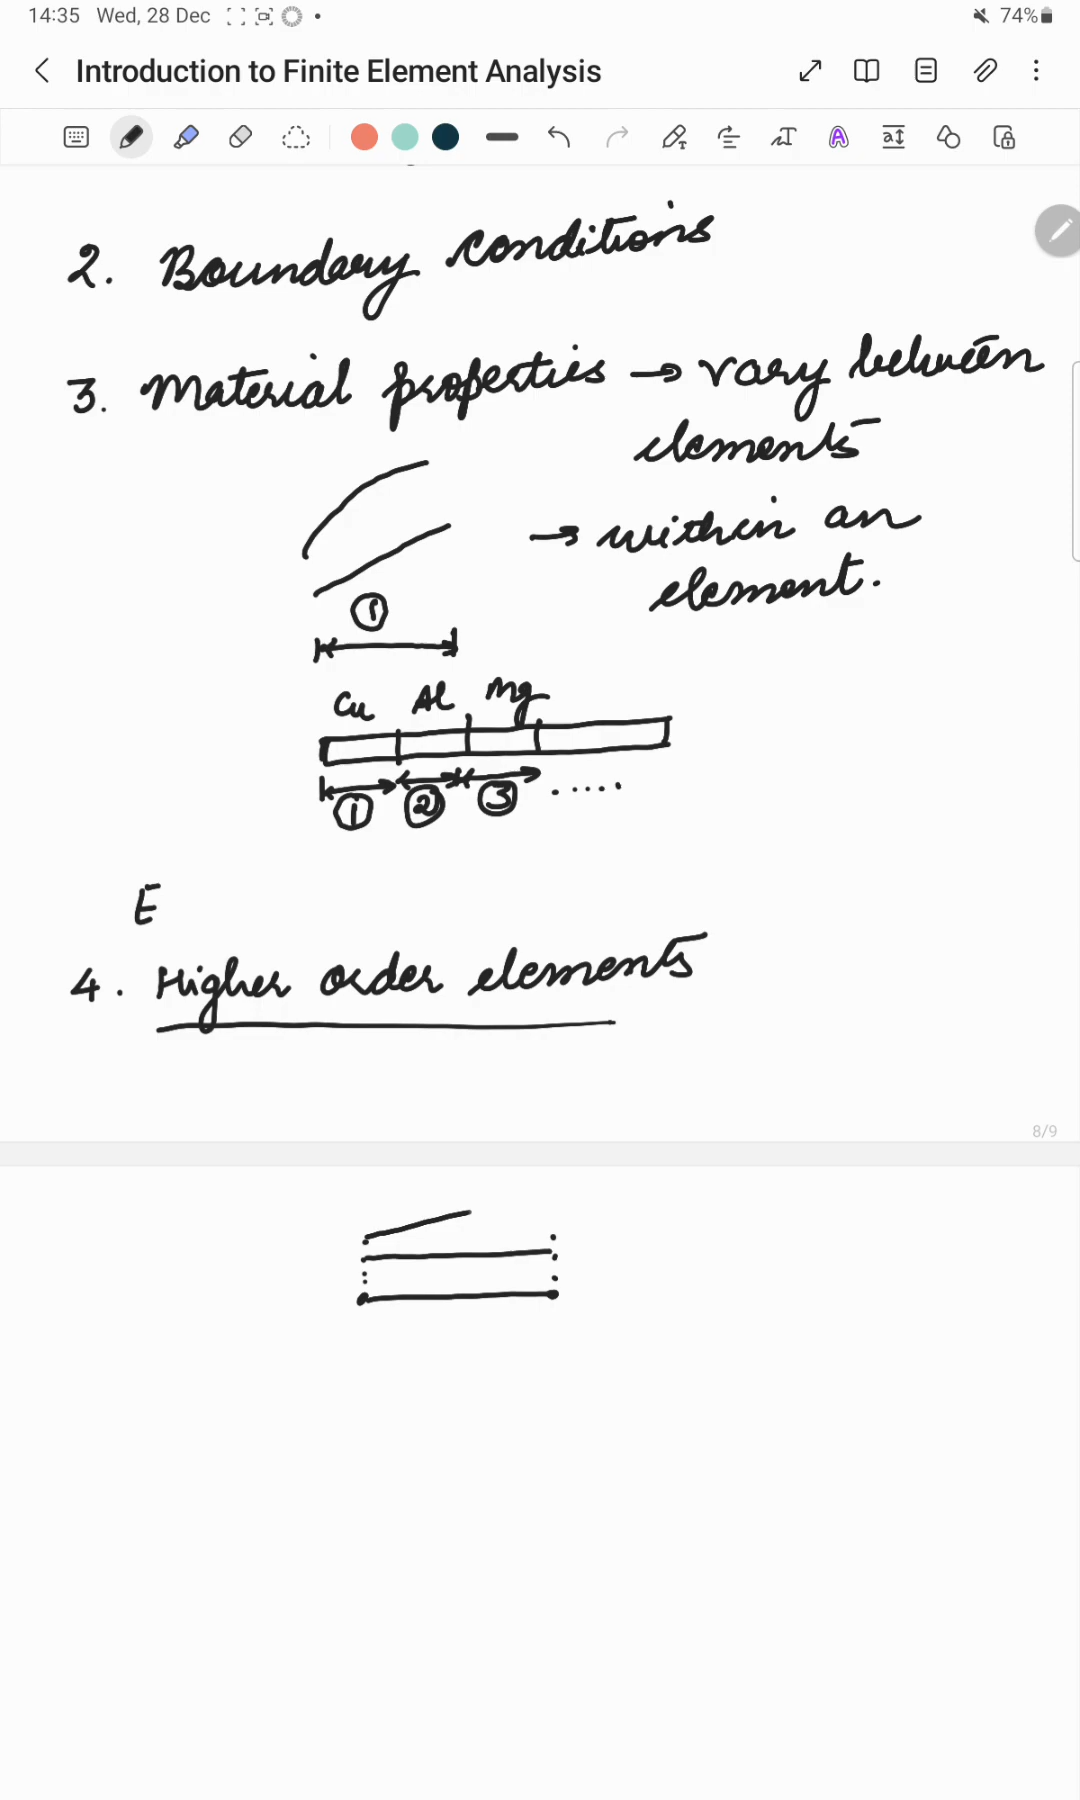 14:35 Wed, 28 Dec 74%
Introduction to Finite Element Analysis
2. Boundary conditions
3. Material properties → vary between
elements
→ within an
element.
①
Cu Al Mg
① ② ③ .....
E
4. Higher order elements
8/9